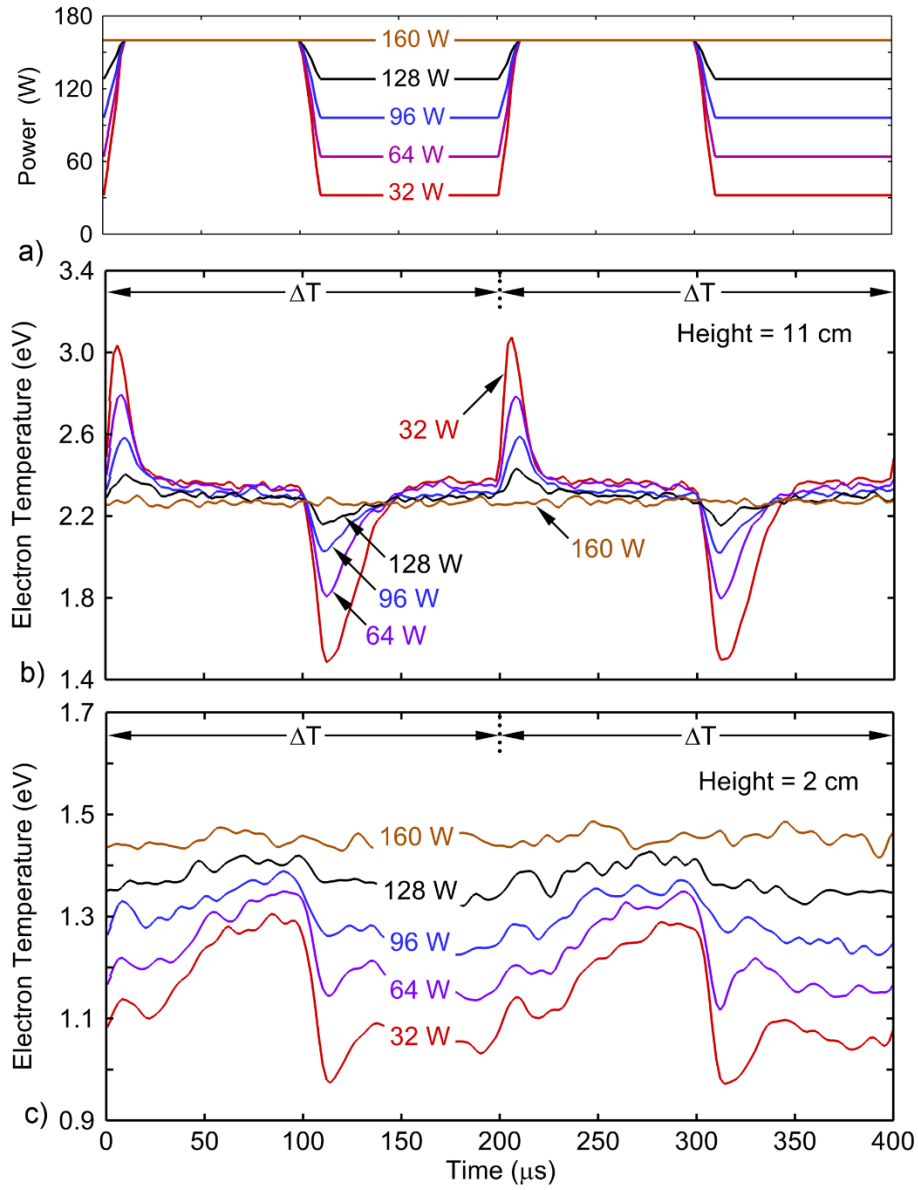 180
120
60
0
Power (W)
160 W
128 W
96 W
64 W
32 W
a)
3.4
3.0
2.6
2.2
1.8
1.4
Electron Temperature (eV)
ΔT
ΔT
Height = 11 cm
32 W
160 W
128 W
96 W
64 W
b)
1.7
1.5
1.3
1.1
0.9
Electron Temperature (eV)
ΔT
ΔT
Height = 2 cm
160 W
128 W
96 W
64 W
32 W
c)
0
50
100
150
200
250
300
350
400
Time (μs)